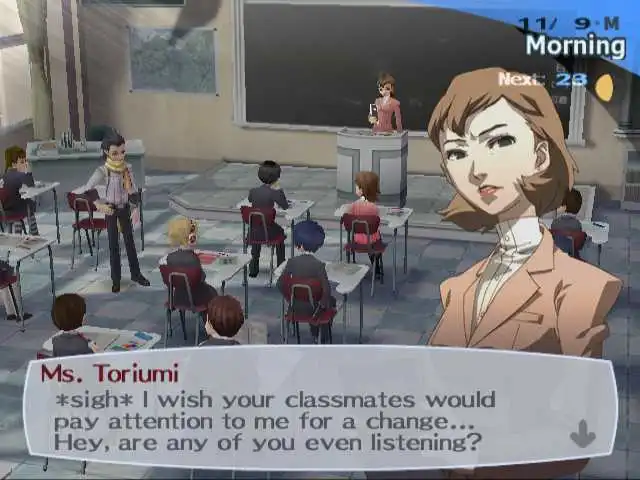 11/ 9·M
Morning
Next: 23
Ms. Toriumi
*sigh* I wish your classmates would
pay attention to me for a change...
Hey, are any of you even listening?